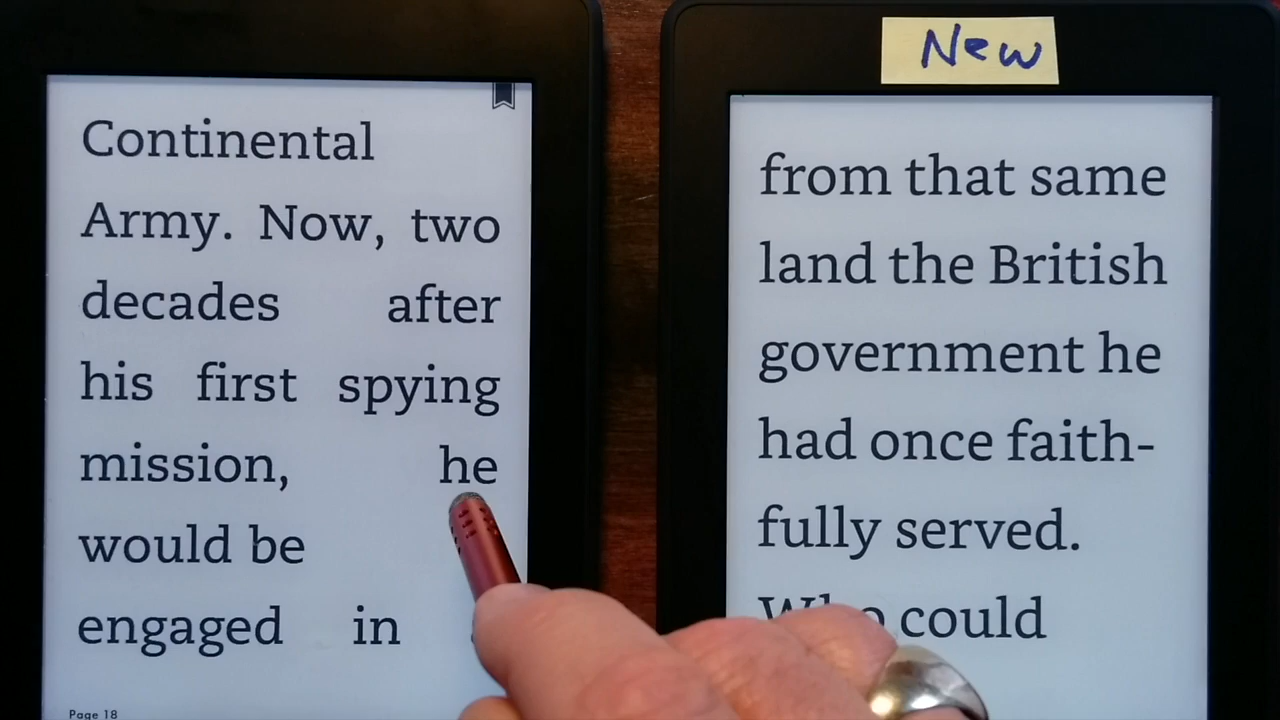 Continental
Army. Now, two
decades after
his first spying
mission, he
would be
engaged in
Page 18
New
from that same
land the British
government he
had once faith-
fully served.
Who could